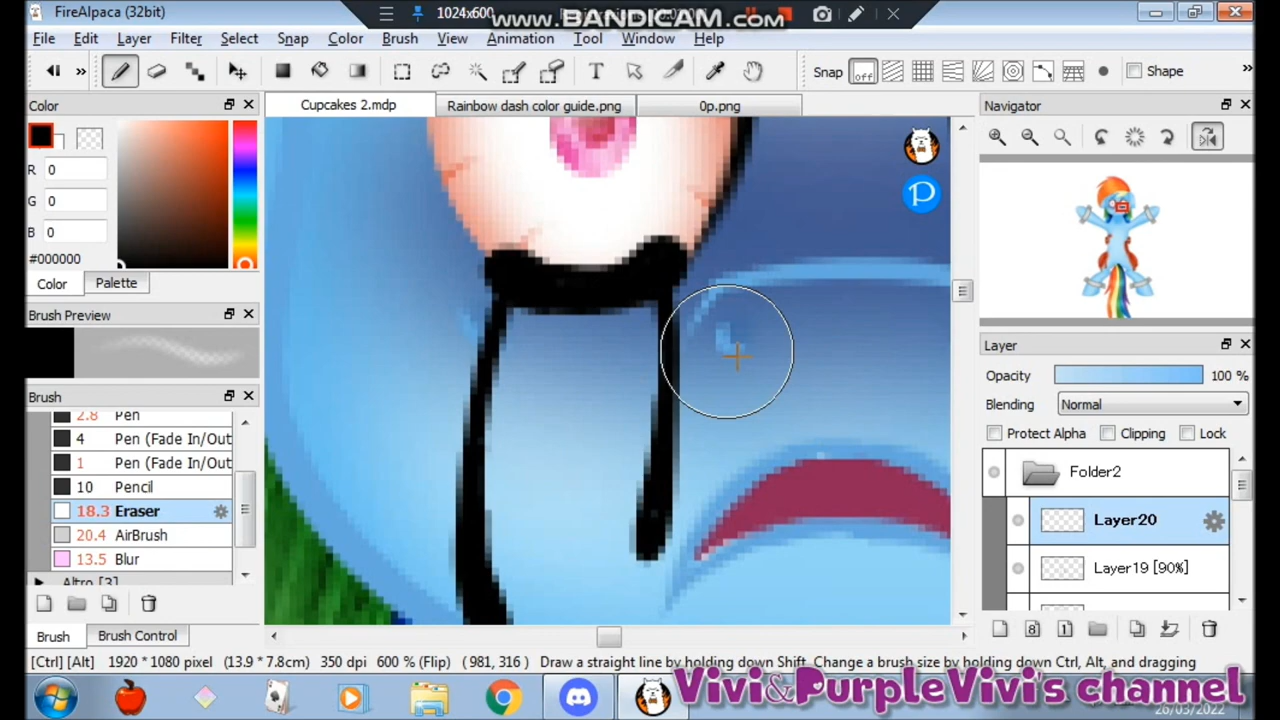 FireAlpaca (32bit)
1024x600
WWW.BANDICAM.COM
File Edit Layer Filter Select Snap Color Brush View Animation Tool Window Help
Snap off Shape
Color
Cupcakes 2.mdp
Rainbow dash color guide.png
0p.png
Navigator
R 0
G 0
B 0
#000000
Color Palette
Brush Preview
Brush
2.8 Pen
4 Pen (Fade In/Out
1 Pen (Fade In/Out
10 Pencil
18.3 Eraser
20.4 AirBrush
13.5 Blur
Altro [3]
Brush Brush Control
P
Layer
Opacity 100 %
Blending Normal
Protect Alpha Clipping Lock
Folder2
Layer20
Layer19 [90%]
8 1
[Ctrl] [Alt] 1920 * 1080 pixel (13.9 * 7.8cm) 350 dpi 600 % (Flip) ( 981, 316 ) Draw a straight line by holding down Shift. Change a brush size by holding down Ctrl, Alt, and dragging
Vivi&PurpleVivi's channel
26/03/2022